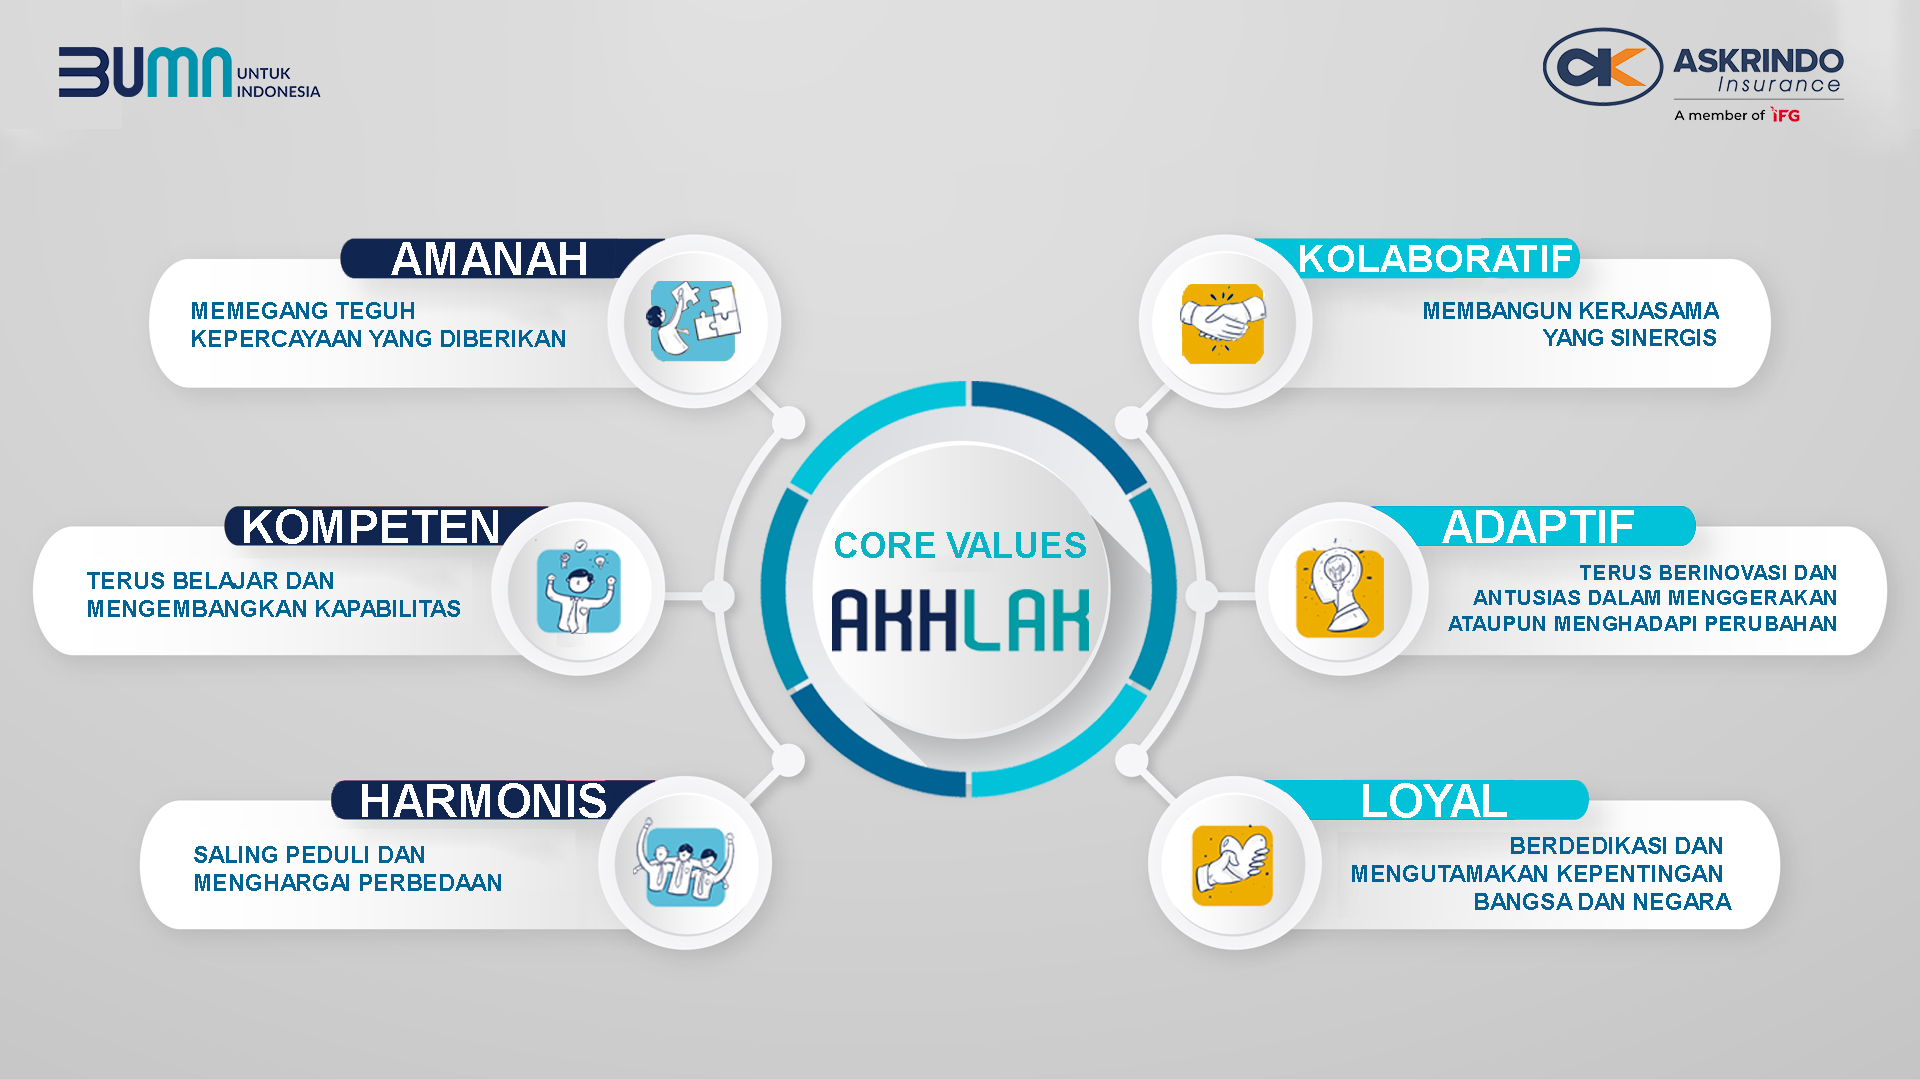 BUMN UNTUK
INDONESIA
ASKRINDO
Insurance
A member of IFG
AMANAH
MEMEGANG TEGUH
KEPERCAYAAN YANG DIBERIKAN
KOMPETEN
TERUS BELAJAR DAN
MENGEMBANGKAN KAPABILITAS
HARMONIS
SALING PEDULI DAN
MENGHARGAI PERBEDAAN
CORE VALUES
AKHLAK
KOLABORATIF
MEMBANGUN KERJASAMA
YANG SINERGIS
ADAPTIF
TERUS BERINOVASI DAN
ANTUSIAS DALAM MENGGERAKAN
ATAUPUN MENGHADAPI PERUBAHAN
LOYAL
BERDEDIKASI DAN
MENGUTAMAKAN KEPENTINGAN
BANGSA DAN NEGARA